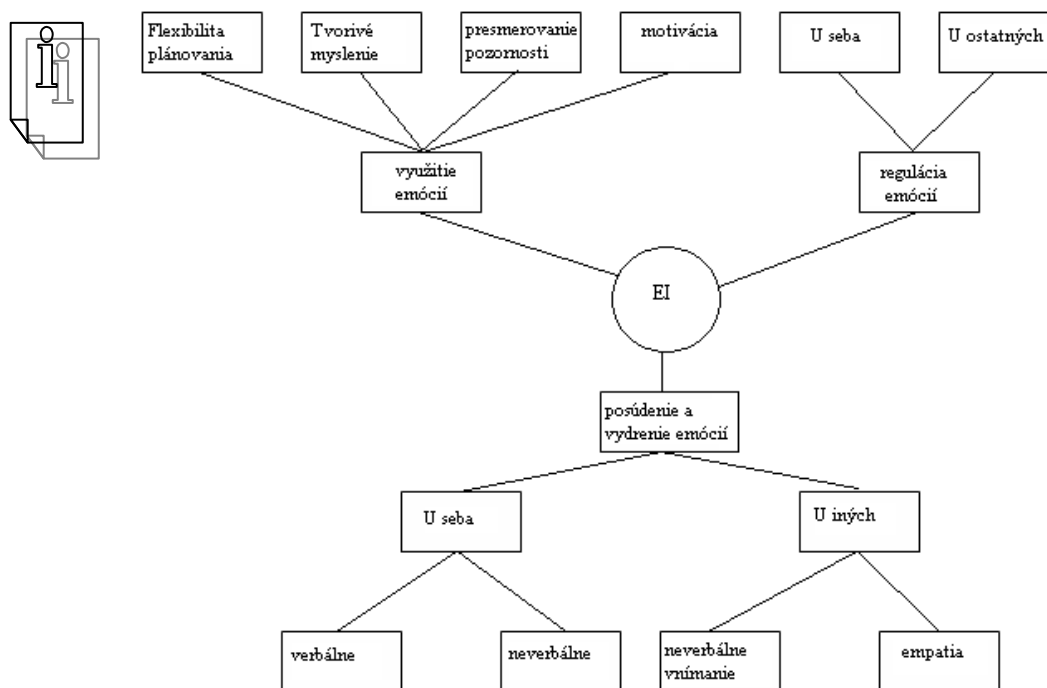 Flexibilita
plánovania
Tvorivé
myslenie
presmerovanie
pozornosti
motivácia
U seba
U ostatných
využitie
emócií
regulácia
emócií
EI
posúdenie a
vydrenie emócií
U seba
U iných
verbálne
neverbálne
neverbálne
vnímanie
empatia